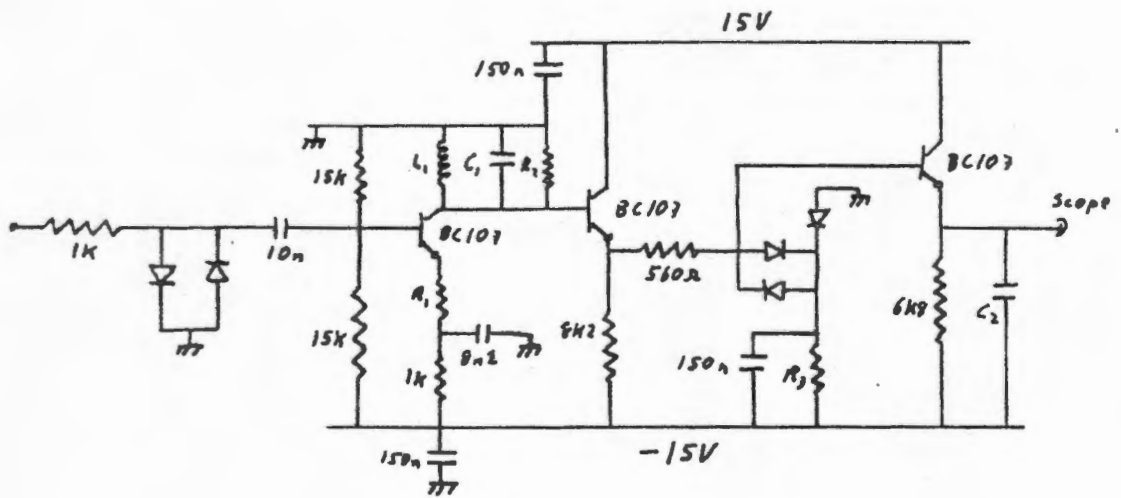 15V
150n
15k
L1
C1
R2
BC107
BC107
BC107
Scope
1K
10n
R1
560Ω
15k
8n2
8K2
6K8
C2
1k
150n
R3
150n
-15V